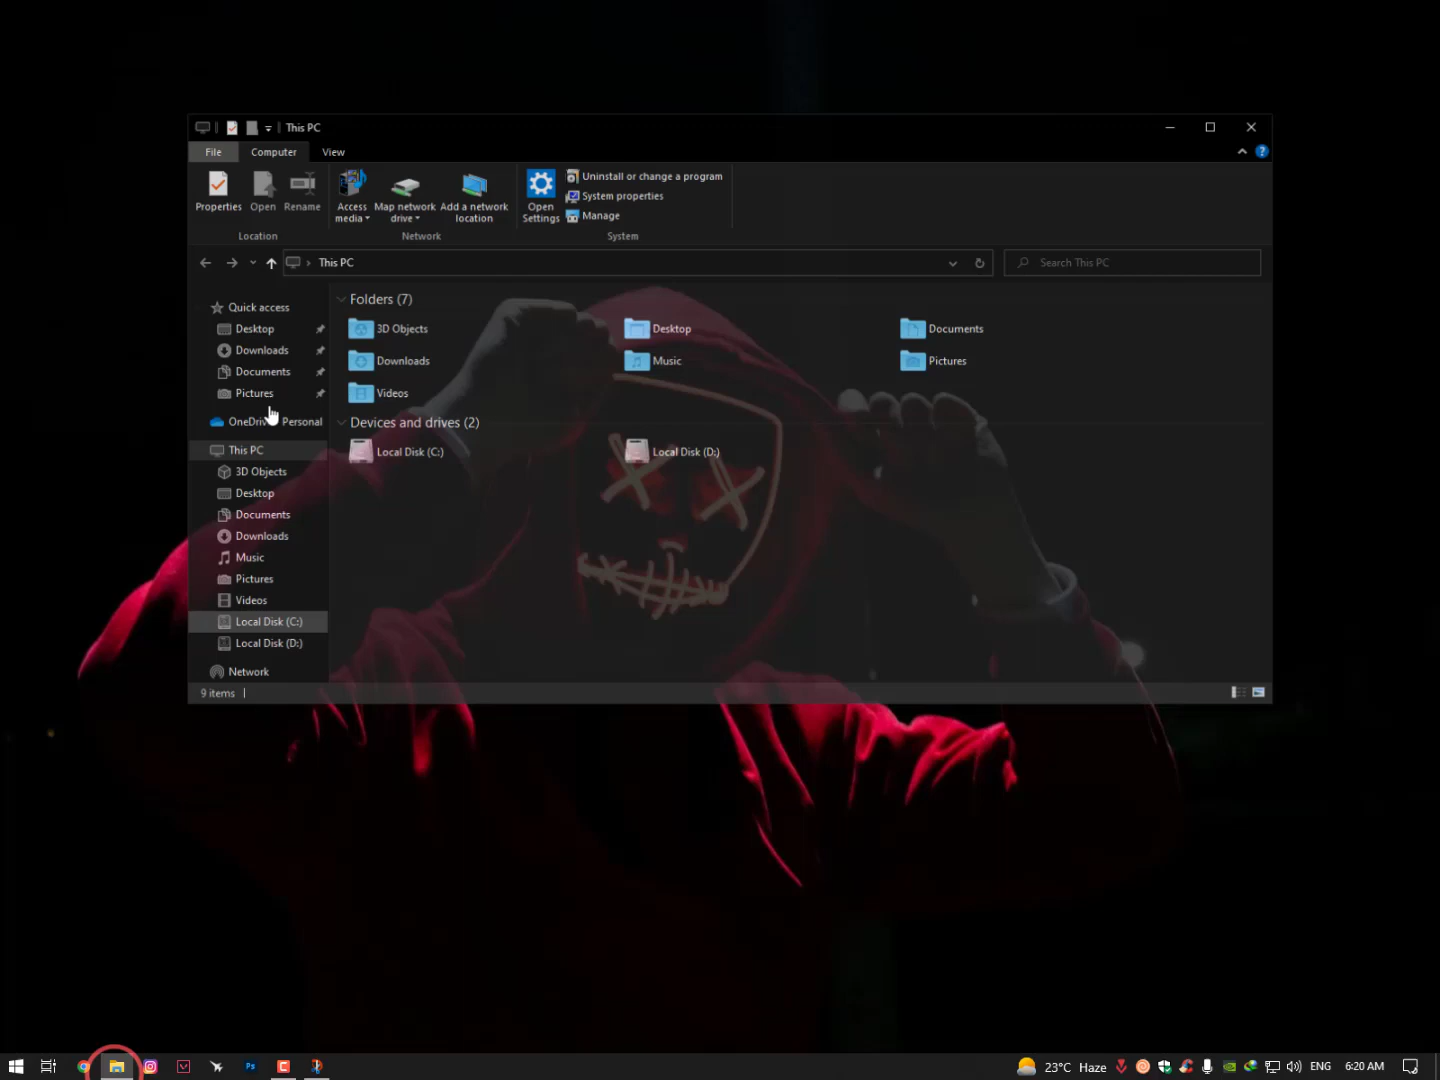 This PC
File Computer View
Properties Open Rename Access media Map network drive Add a network location Open Settings Uninstall or change a program
System properties
Manage
Location Network System
This PC
Search This PC
Quick access
Desktop
Downloads
Documents
Pictures
OneDriv Personal
This PC
3D Objects
Desktop
Documents
Downloads
Music
Pictures
Videos
Local Disk (C:)
Local Disk (D:)
Network
Folders (7)
3D Objects Desktop Documents
Downloads Music Pictures
Videos
Devices and drives (2)
Local Disk (C:) Local Disk (D:)
9 items
Ps
23°C Haze
ENG
6:20 AM